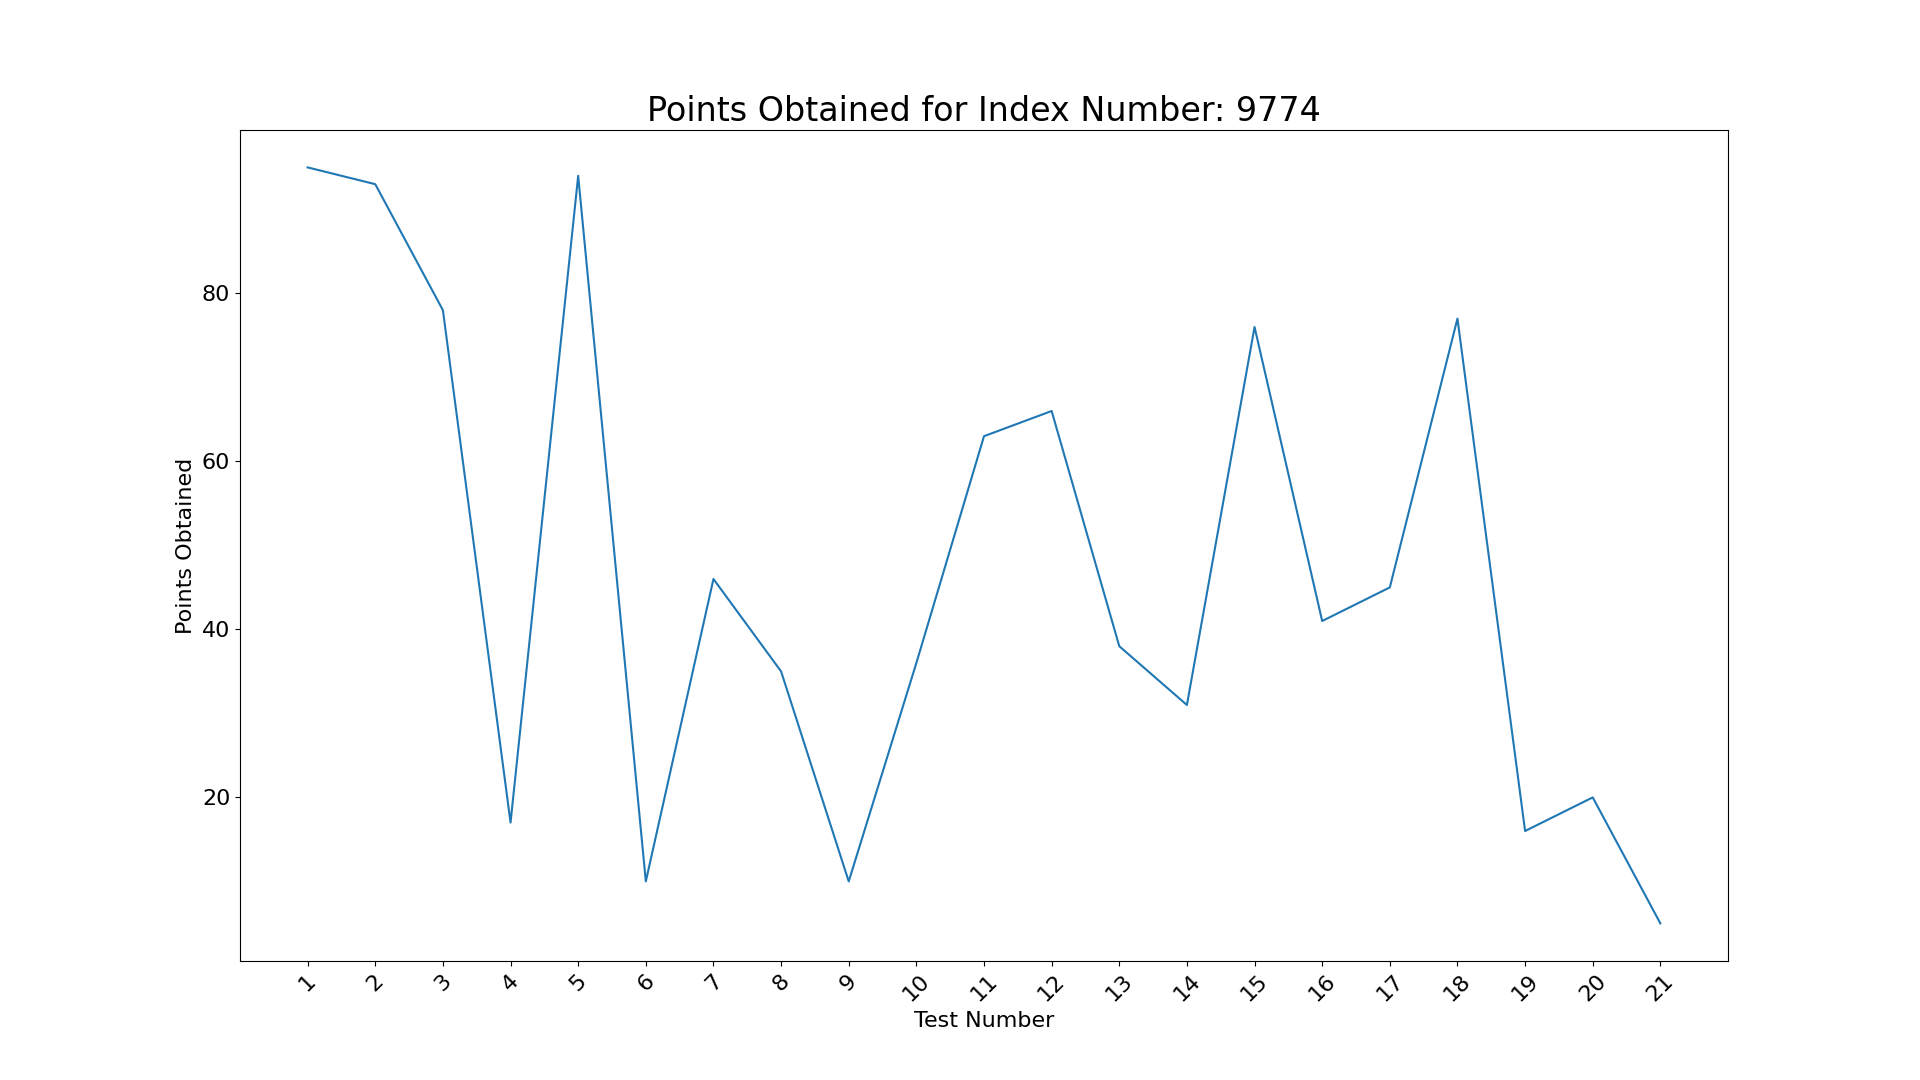 Points Obtained for Index Number: 9774
Points Obtained
80
60
40
20
1 2 3 4 5 6 7 8 9 10 11 12 13 14 15 16 17 18 19 20 21
Test Number